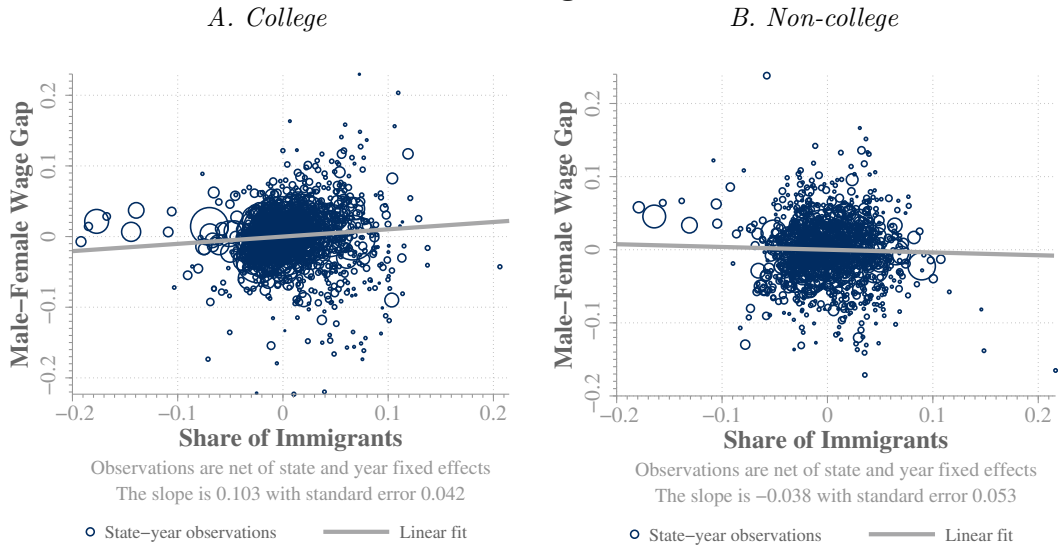 A. College
B. Non-college
Male−Female Wage Gap
0.2
0.1
0
−0.1
−0.2
−0.2
−0.1
0
0.1
0.2
Share of Immigrants
Observations are net of state and year fixed effects
The slope is 0.103 with standard error 0.042
State−year observations
Linear fit
Male−Female Wage Gap
0.2
0.1
0
−0.1
−0.2
−0.2
−0.1
0
0.1
0.2
Share of Immigrants
Observations are net of state and year fixed effects
The slope is −0.038 with standard error 0.053
State−year observations
Linear fit